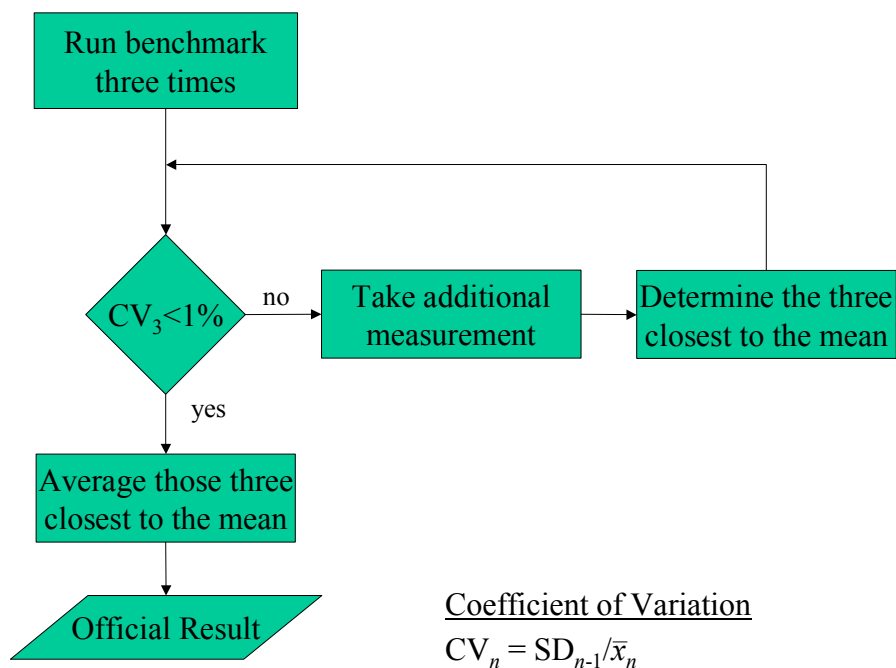 Run benchmark
three times
CV₃<1%
no
Take additional
measurement
Determine the three
closest to the mean
yes
Average those three
closest to the mean
Official Result
Coefficient of Variation
CVₙ = SDₙ₋₁/x̅ₙ